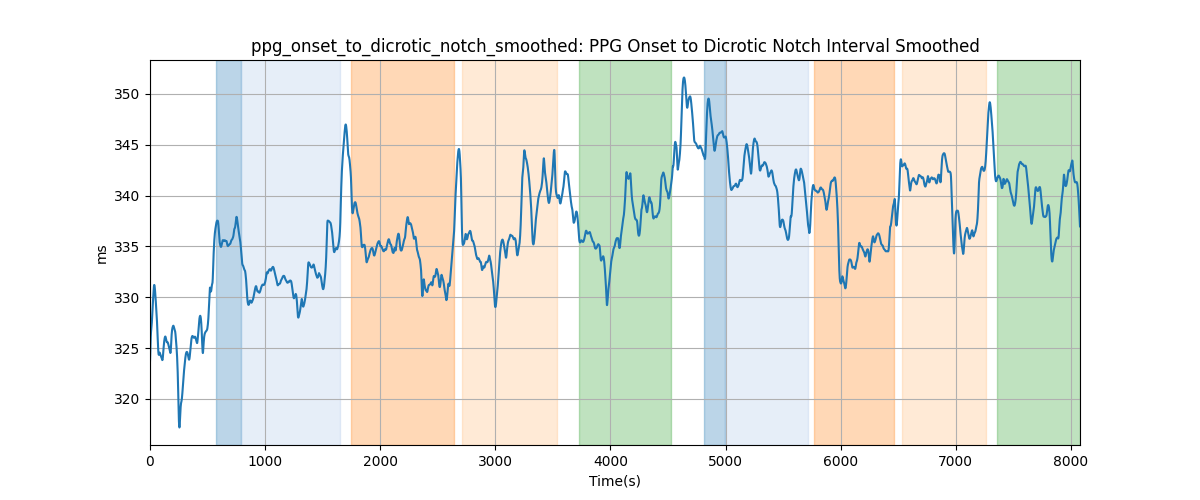 ppg_onset_to_dicrotic_notch_smoothed: PPG Onset to Dicrotic Notch Interval Smoothed
350
345
340
335
330
325
320
ms
0 1000 2000 3000 4000 5000 6000 7000 8000
Time(s)